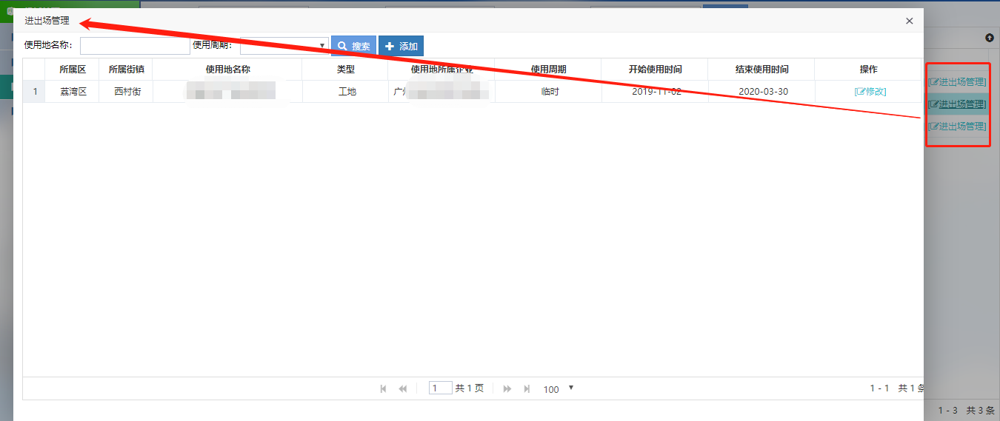 进出场管理
使用地名称: 使用周期: 搜索 添加
所属区 所属街镇 使用地名称 类型 使用地所属企业 使用周期 开始使用时间 结束使用时间 操作
1 荔湾区 西村街 工地 广 临时 2019-11-02 2020-03-30 [修改]
[进出场管理]
[进出场管理]
[进出场管理]
1 共 1 页 100 1 - 1 共 1 条
1 - 3 共 3 条